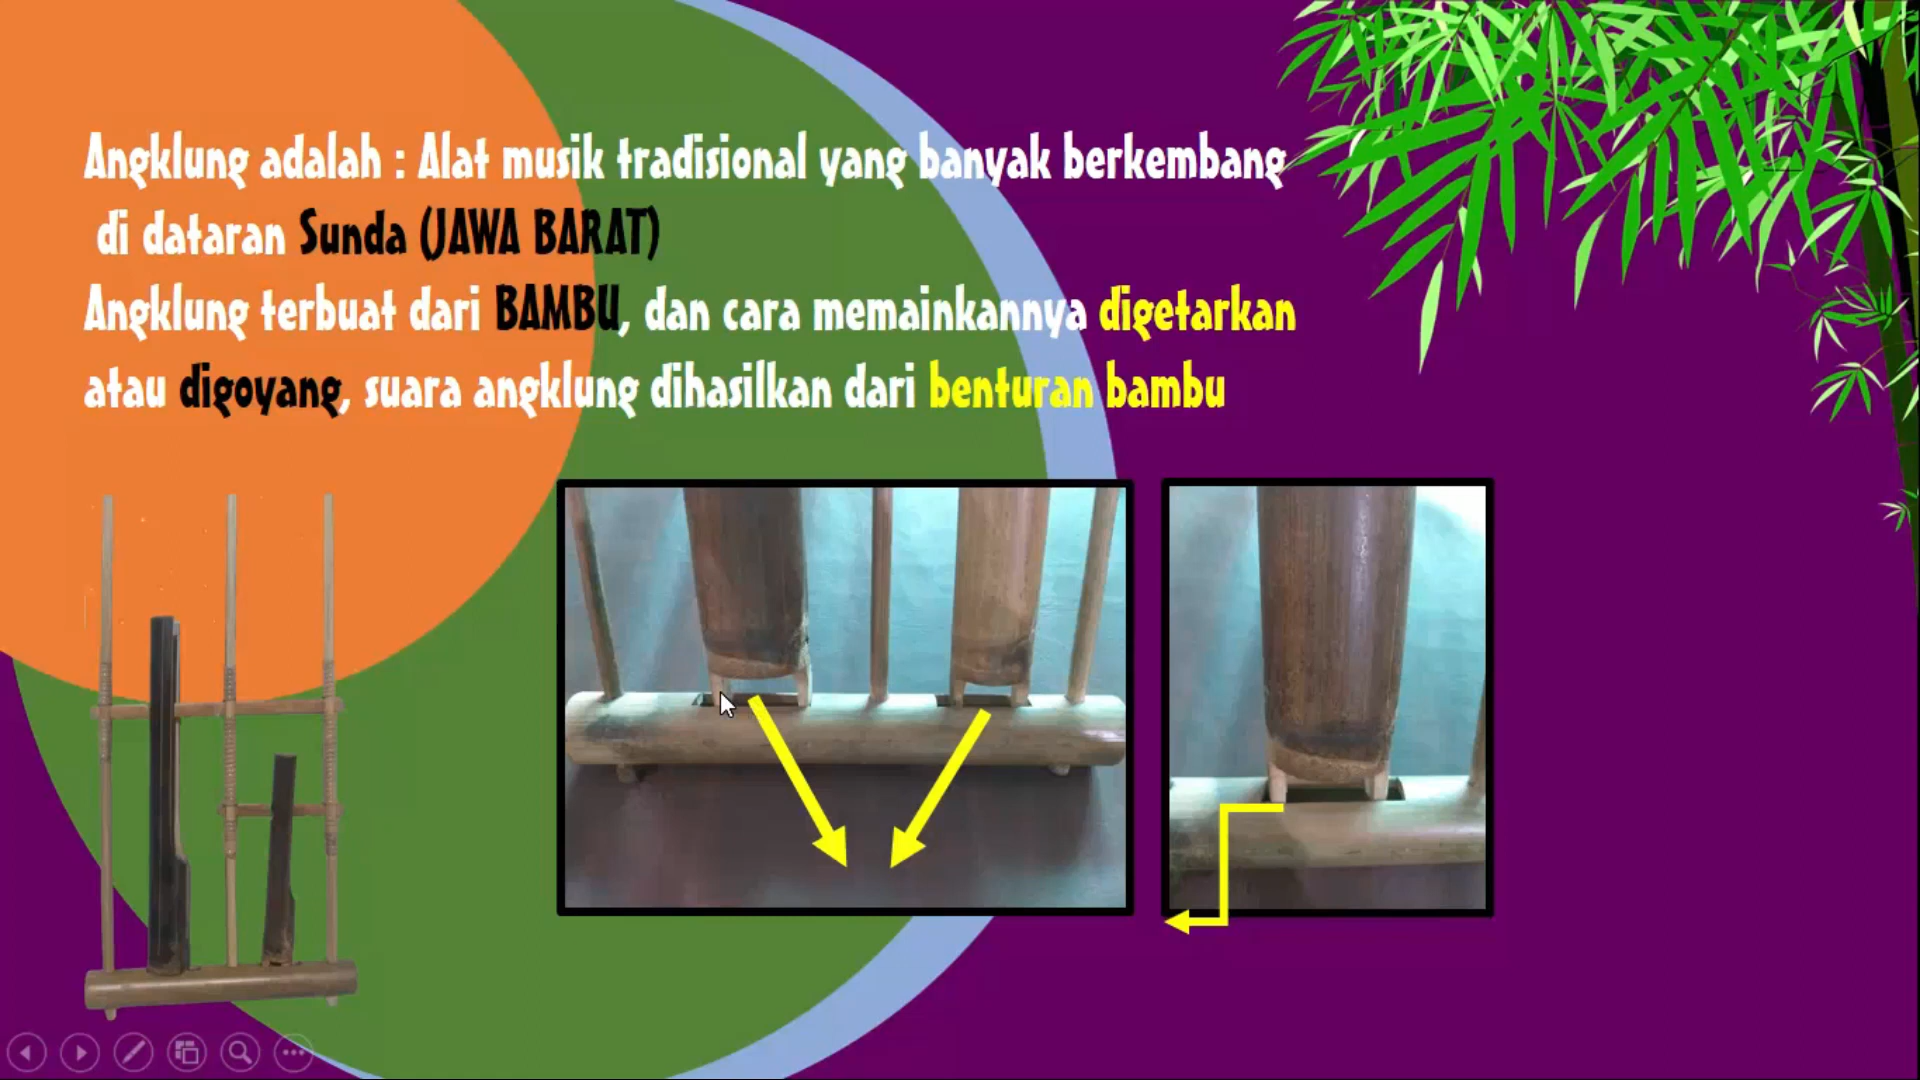 Angklung adalah : Alat musik tradisional yang banyak berkembang
di dataran Sunda (JAWA BARAT)
Angklung terbuat dari BAMBU, dan cara memainkannya digetarkan
atau digoyang, suara angklung dihasilkan dari benturan bambu